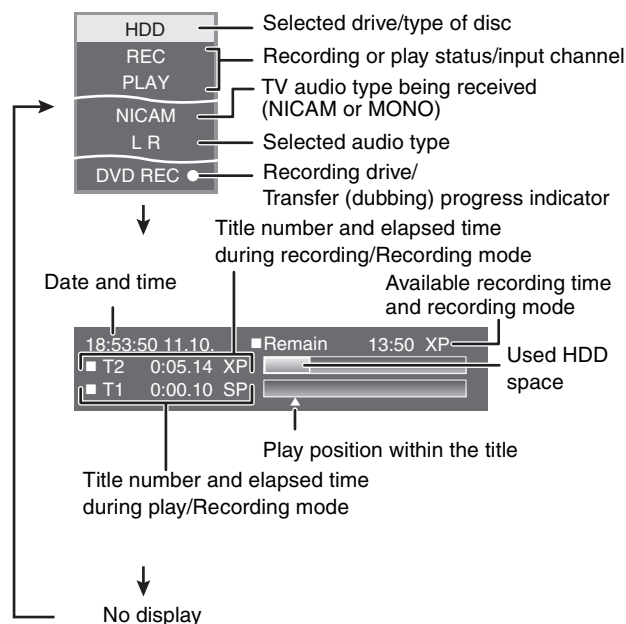 HDD
Selected drive/type of disc
REC
Recording or play status/input channel
PLAY
TV audio type being received
(NICAM or MONO)
NICAM
L R
Selected audio type
DVD REC ●
Recording drive/
Transfer (dubbing) progress indicator
Title number and elapsed time
during recording/Recording mode
Date and time
Available recording time
and recording mode
18:53:50 11.10.
Remain 13:50 XP
T2 0:05.14 XP
Used HDD
space
T1 0:00.10 SP
Play position within the title
Title number and elapsed time
during play/Recording mode
No display